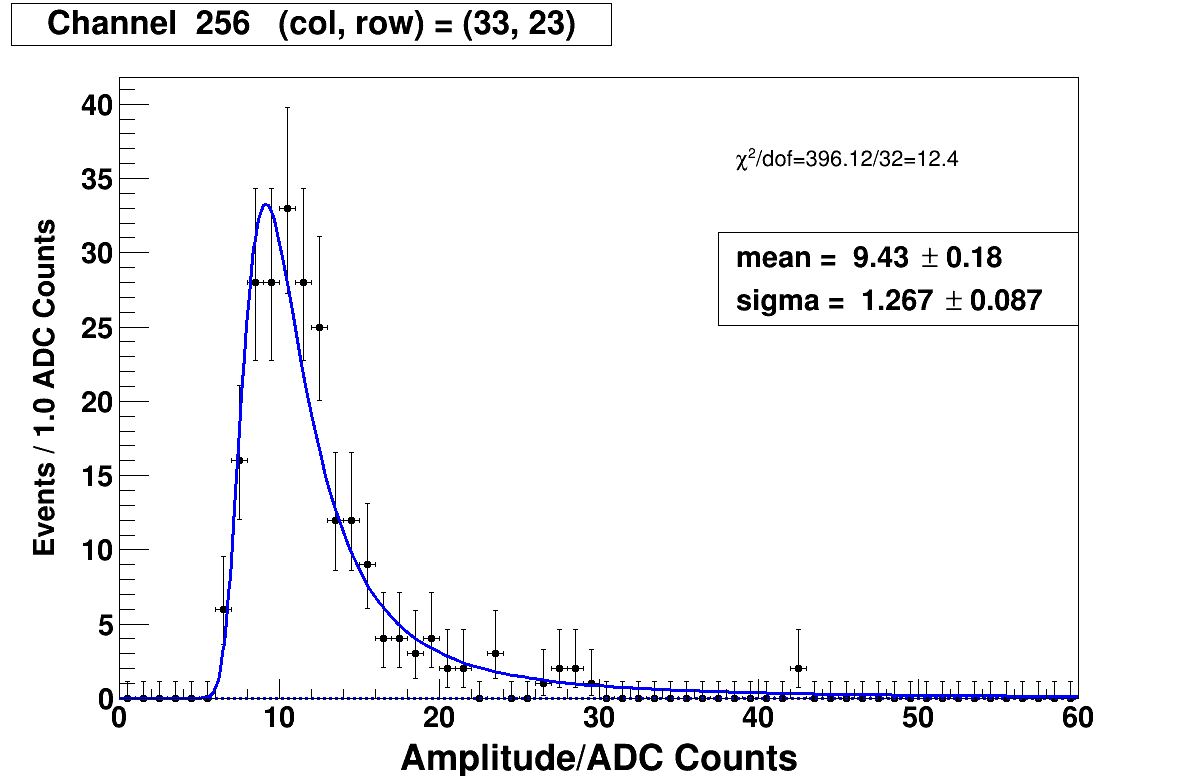 Channel 256 (col, row) = (33, 23)
χ²/dof=396.12/32=12.4
mean = 9.43 ± 0.18
sigma = 1.267 ± 0.087
Events / 1.0 ADC Counts
40
35
30
25
20
15
10
5
0
0 10 20 30 40 50 60
Amplitude/ADC Counts